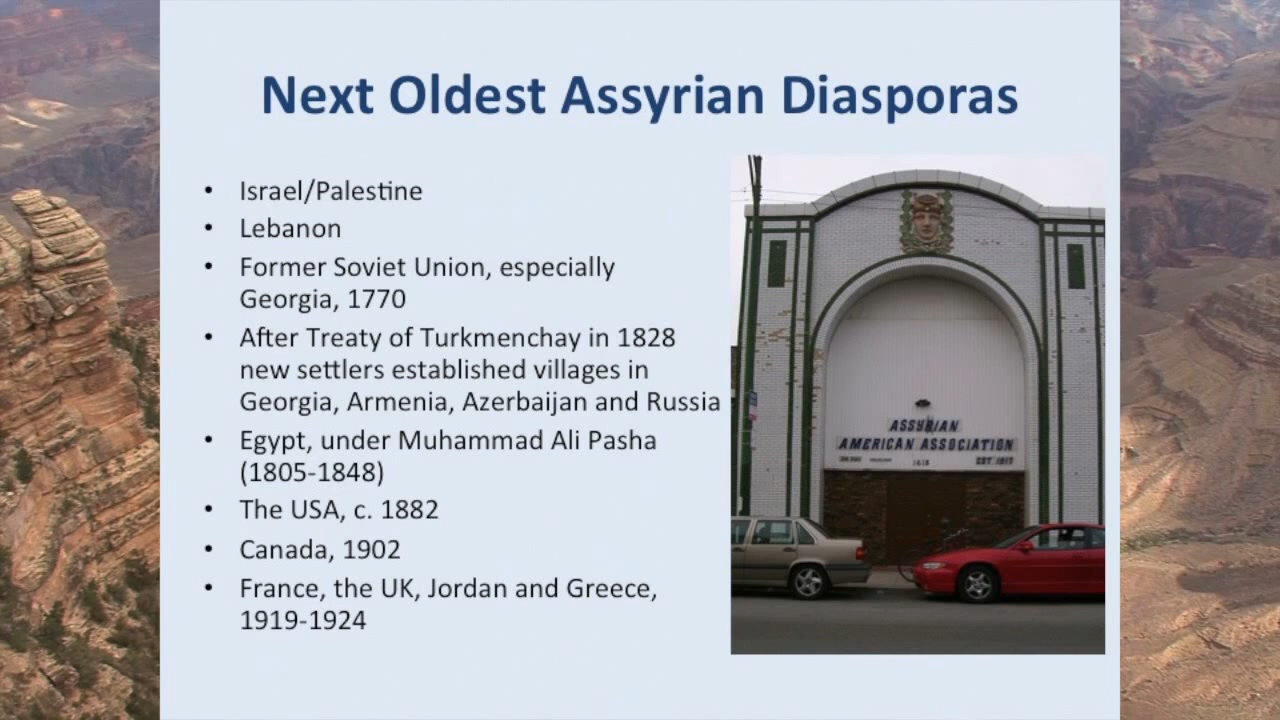 Next Oldest Assyrian Diasporas
• Israel/Palestine
• Lebanon
• Former Soviet Union, especially
Georgia, 1770
• After Treaty of Turkmenchay in 1828
new settlers established villages in
Georgia, Armenia, Azerbaijan and Russia
• Egypt, under Muhammad Ali Pasha
(1805-1848)
• The USA, c. 1882
• Canada, 1902
• France, the UK, Jordan and Greece,
1919-1924
ASSYRIAN
AMERICAN ASSOCIATION
1618 EST 1917